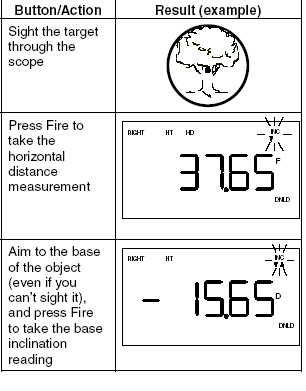 Button/Action Result (example)
Sight the target
through the
scope
Press Fire to
take the
horizontal
distance
measurement
RIGHT HT HD INC
37.65 F
DNLD
Aim to the base
of the object
(even if you
can't sight it),
and press Fire
to take the base
inclination
reading
RIGHT HT INC
- 15.65 D
DNLD